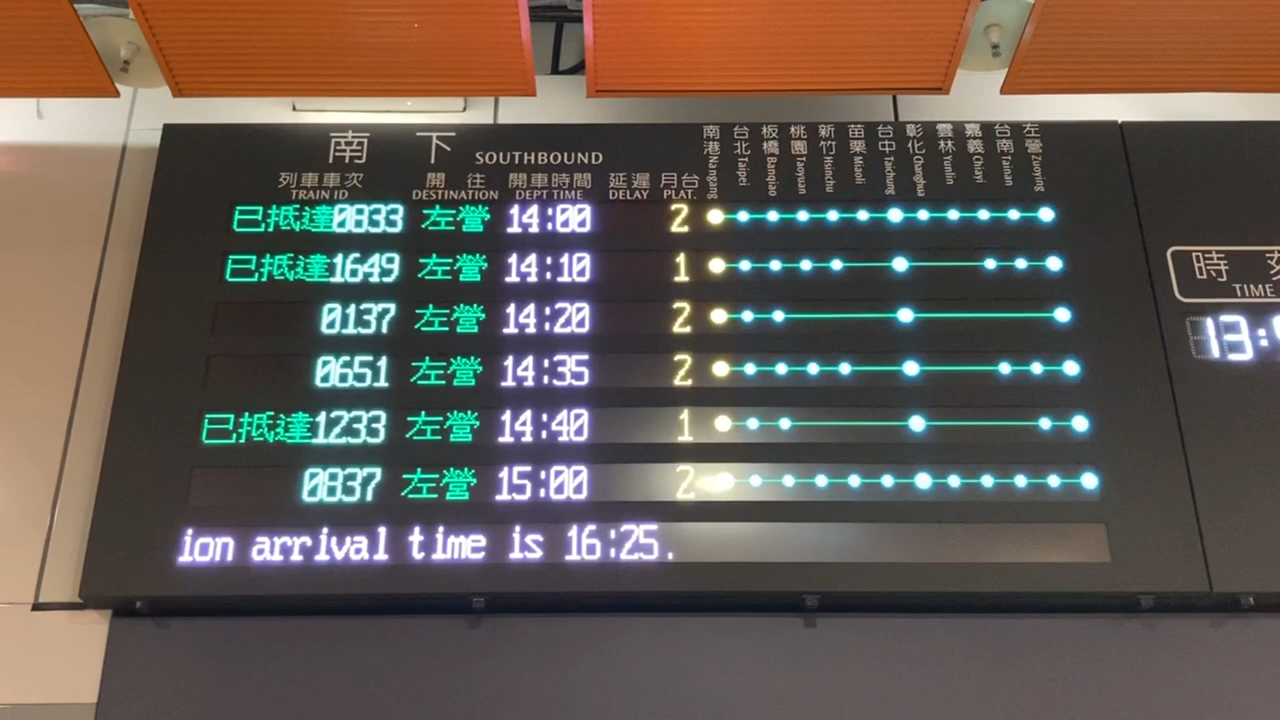 南下 SOUTHBOUND
南港 Nangang 台北 Taipei 板橋 Banqiao 桃園 Taoyuan 新竹 Hsinchu 苗栗 Miaoli 台中 Taichung 彰化 Changhua 雲林 Yunlin 嘉義 Chiayi 台南 Tainan 左營 Zuoying
列車車次 開往 開車時間 延遲 月台
TRAIN ID DESTINATION DEPT TIME DELAY PLAT.
已抵達0833 左營 14:00 2
已抵達1649 左營 14:10 1
0137 左營 14:20 2
0651 左營 14:35 2
已抵達1233 左營 14:40 1
0837 左營 15:00 2
ion arrival time is 16:25.
時
TIME
13: